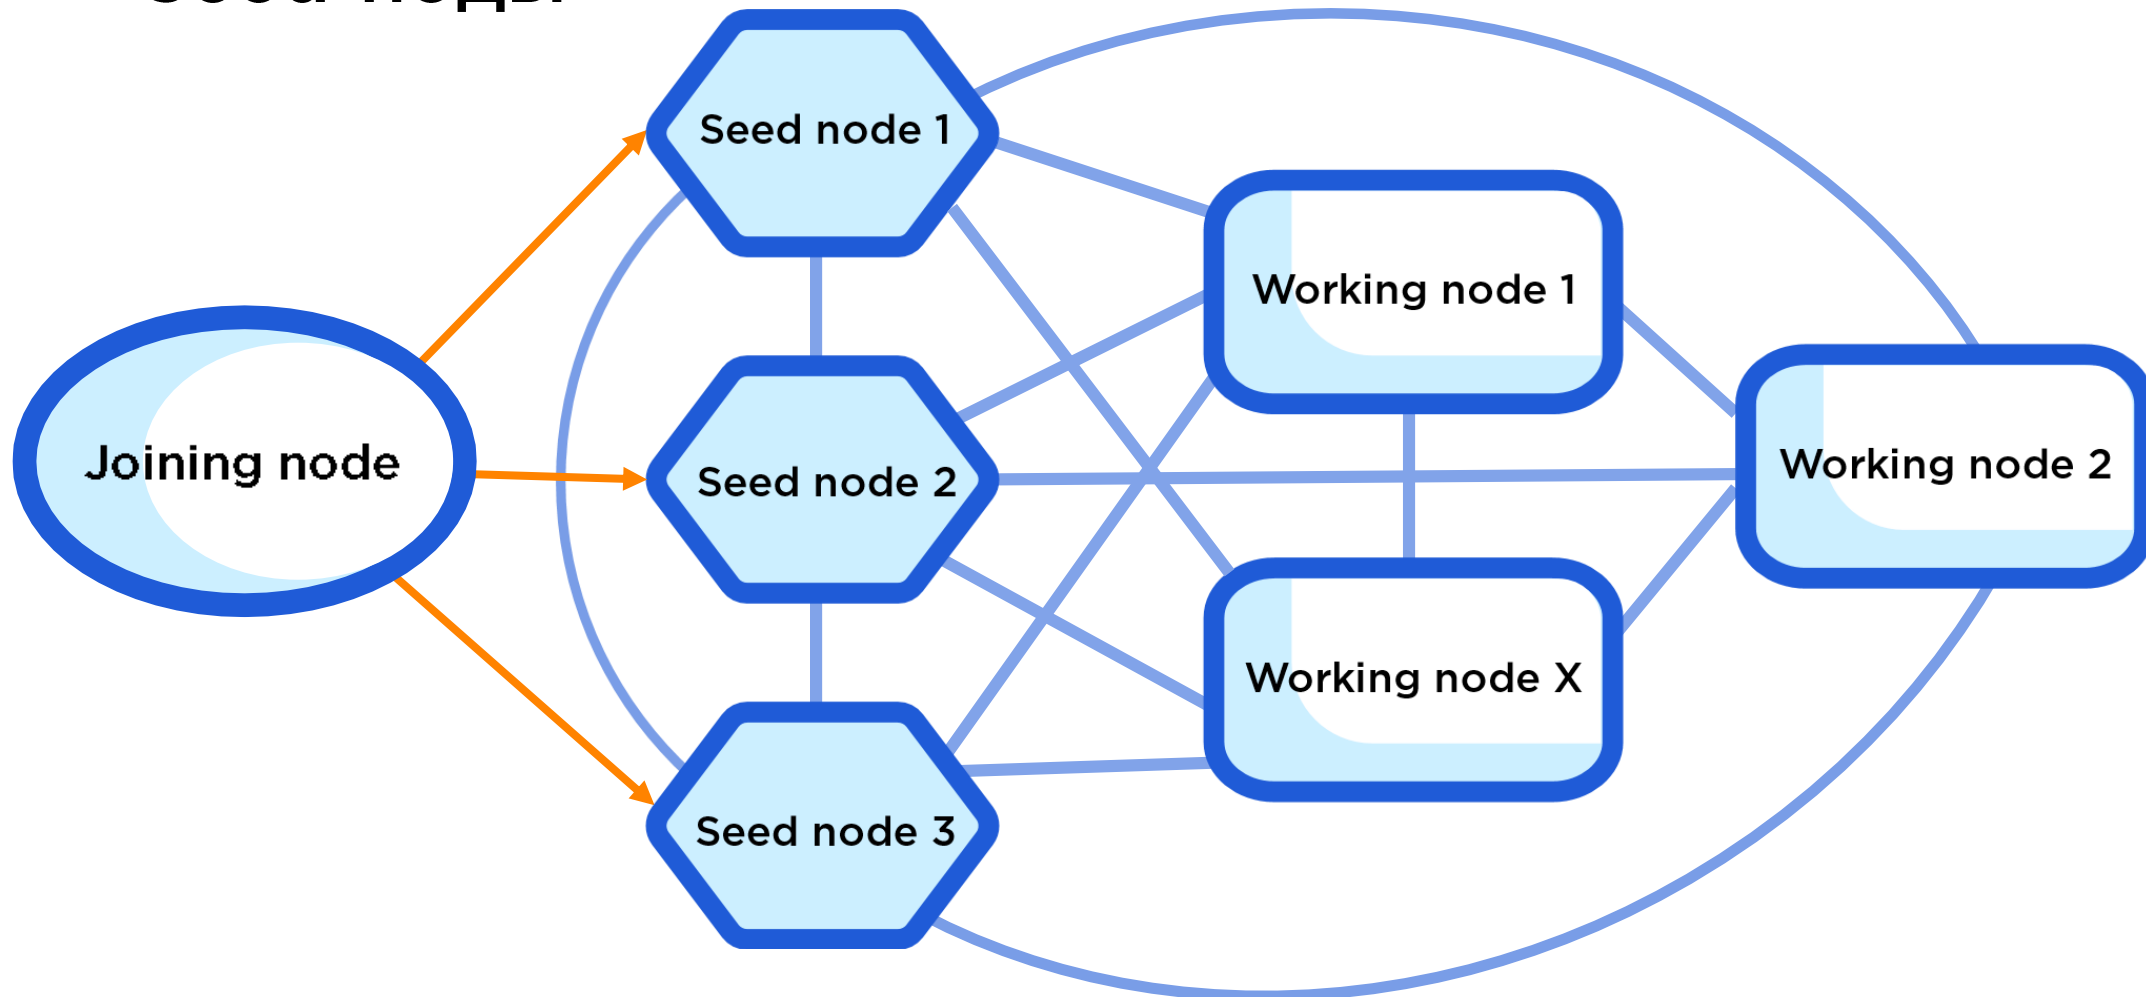 Seed node 1
Working node 1
Joining node
Seed node 2
Working node 2
Working node X
Seed node 3